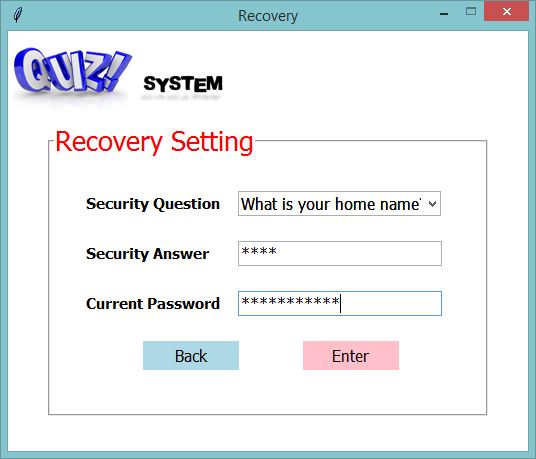 Recovery
QUIZ!
SYSTEM
Recovery Setting
Security Question What is your home name?
Security Answer ****
Current Password ***********
Back Enter